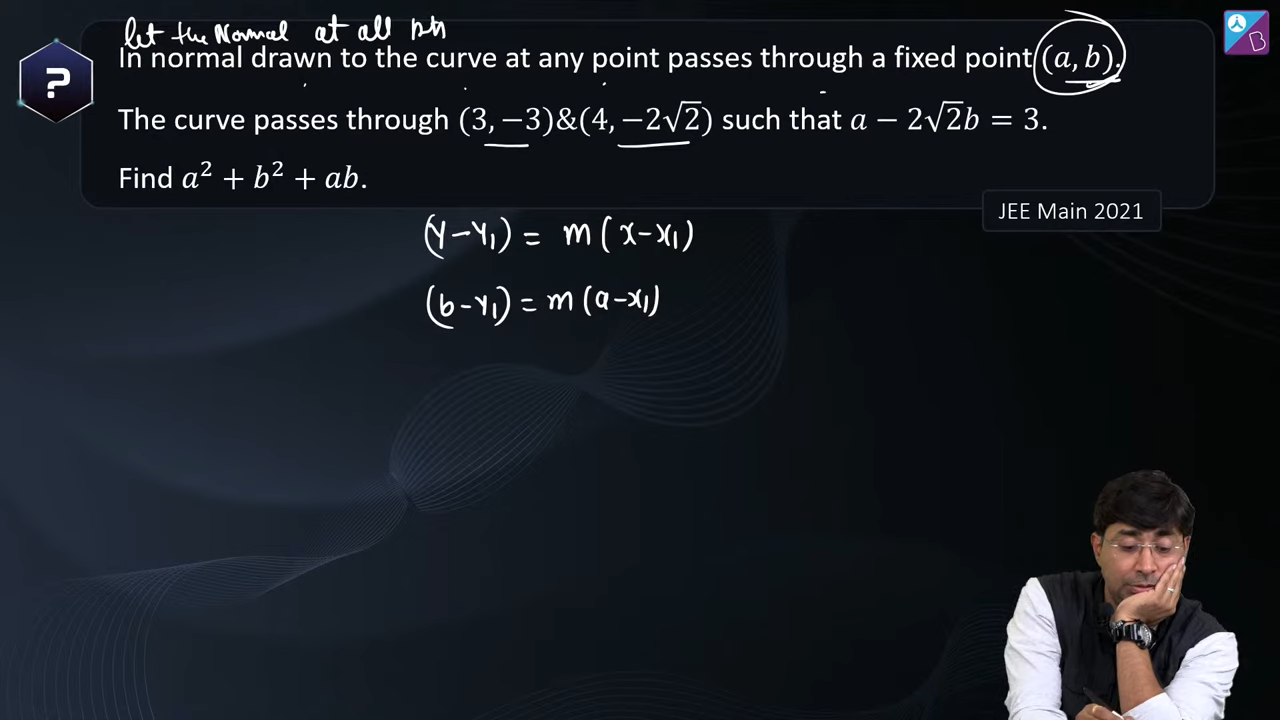 let the Normal at all pts
In normal drawn to the curve at any point passes through a fixed point (a, b).
The curve passes through (3, −3)&(4, −2√2) such that a − 2√2b = 3.
Find a² + b² + ab.
JEE Main 2021
(y-y₁) = m(x-x₁)
(b-y₁) = m(a-x₁)
?
B